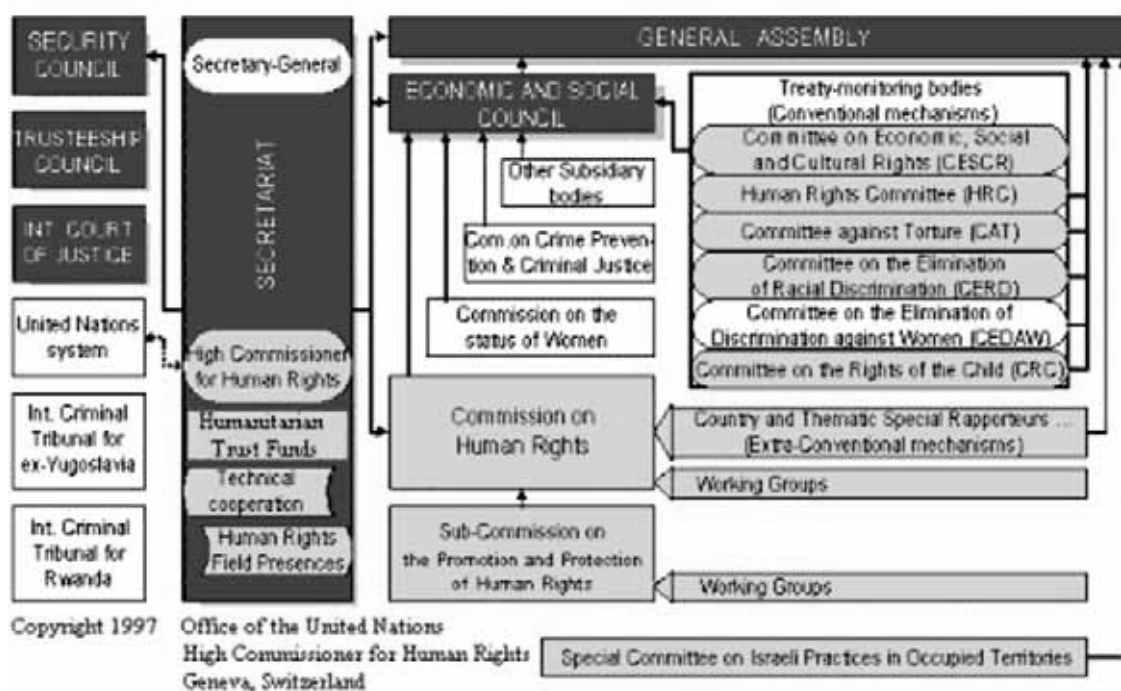 SECURITY
COUNCIL
TRUSTEESHIP
COUNCIL
INT. COURT
OF JUSTICE
United Nations
system
Int. Criminal
Tribunal for
ex-Yugoslavia
Int. Criminal
Tribunal for
Rwanda
Secretary-General
SECRETARIAT
High Commissioner
for Human Rights
Humanitarian
Trust Funds
Technical
cooperation
Human Rights
Field Presences
GENERAL ASSEMBLY
ECONOMIC AND SOCIAL
COUNCIL
Other Subsidiary
bodies
Com.on Crime Preven-
tion & Criminal Justice
Commission on the
status of Women
Commission on
Human Rights
Sub-Commission on
the Promotion and Protection
of Human Rights
Treaty-monitoring bodies
(Conventional mechanisms)
Committee on Economic, Social
and Cultural Rights (CESCR)
Human Rights Committee (HRC)
Committee against Torture (CAT)
Committee on the Elimination
of Racial Discrimination (CERD)
Committee on the Elimination of
Discrimination against Women (CEDAW)
Committee on the Rights of the Child (CRC)
Country and Thematic Special Rapporteurs ...
(Extra-Conventional mechanisms)
Working Groups
Working Groups
Special Committee on Israeli Practices in Occupied Territories
Copyright 1997
Office of the United Nations
High Commissioner for Human Rights
Geneva, Switzerland